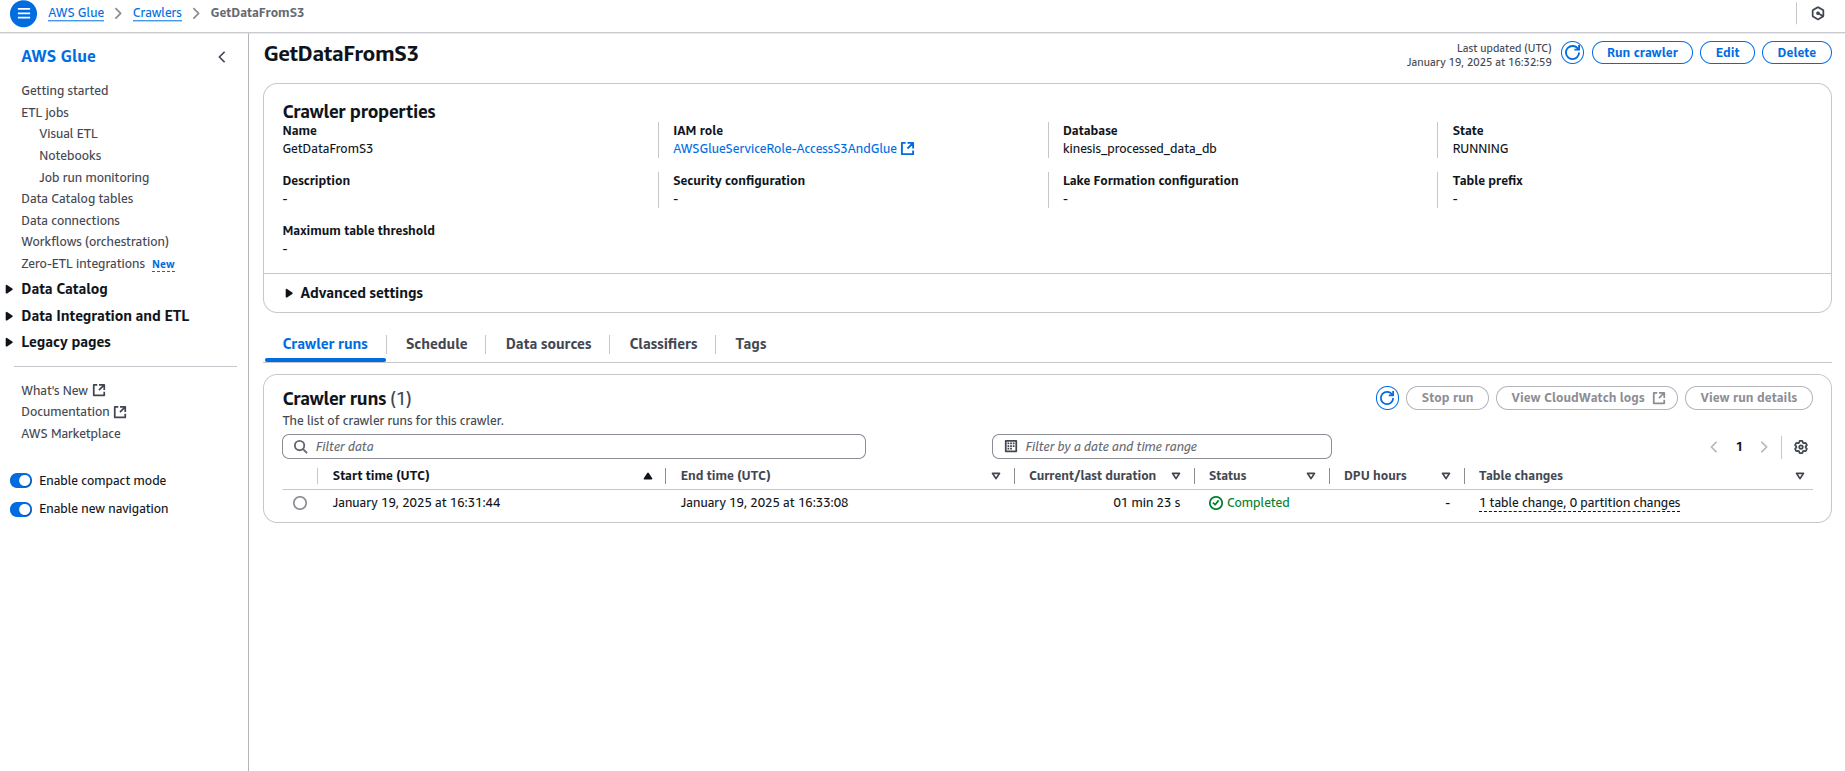 AWS Glue > Crawlers > GetDataFromS3
AWS Glue
Getting started
ETL jobs
Visual ETL
Notebooks
Job run monitoring
Data Catalog tables
Data connections
Workflows (orchestration)
Zero-ETL integrations New
Data Catalog
Data Integration and ETL
Legacy pages
What's New
Documentation
AWS Marketplace
Enable compact mode
Enable new navigation
GetDataFromS3
Last updated (UTC)
January 19, 2025 at 16:32:59
Run crawler Edit Delete
Crawler properties
Name IAM role Database State
GetDataFromS3 AWSGlueServiceRole-AccessS3AndGlue kinesis_processed_data_db RUNNING
Description Security configuration Lake Formation configuration Table prefix
- - - -
Maximum table threshold
-
Advanced settings
Crawler runs Schedule Data sources Classifiers Tags
Crawler runs (1)
Stop run View CloudWatch logs View run details
The list of crawler runs for this crawler.
Filter data Filter by a date and time range 1
Start time (UTC) End time (UTC) Current/last duration Status DPU hours Table changes
January 19, 2025 at 16:31:44 January 19, 2025 at 16:33:08 01 min 23 s Completed - 1 table change, 0 partition changes